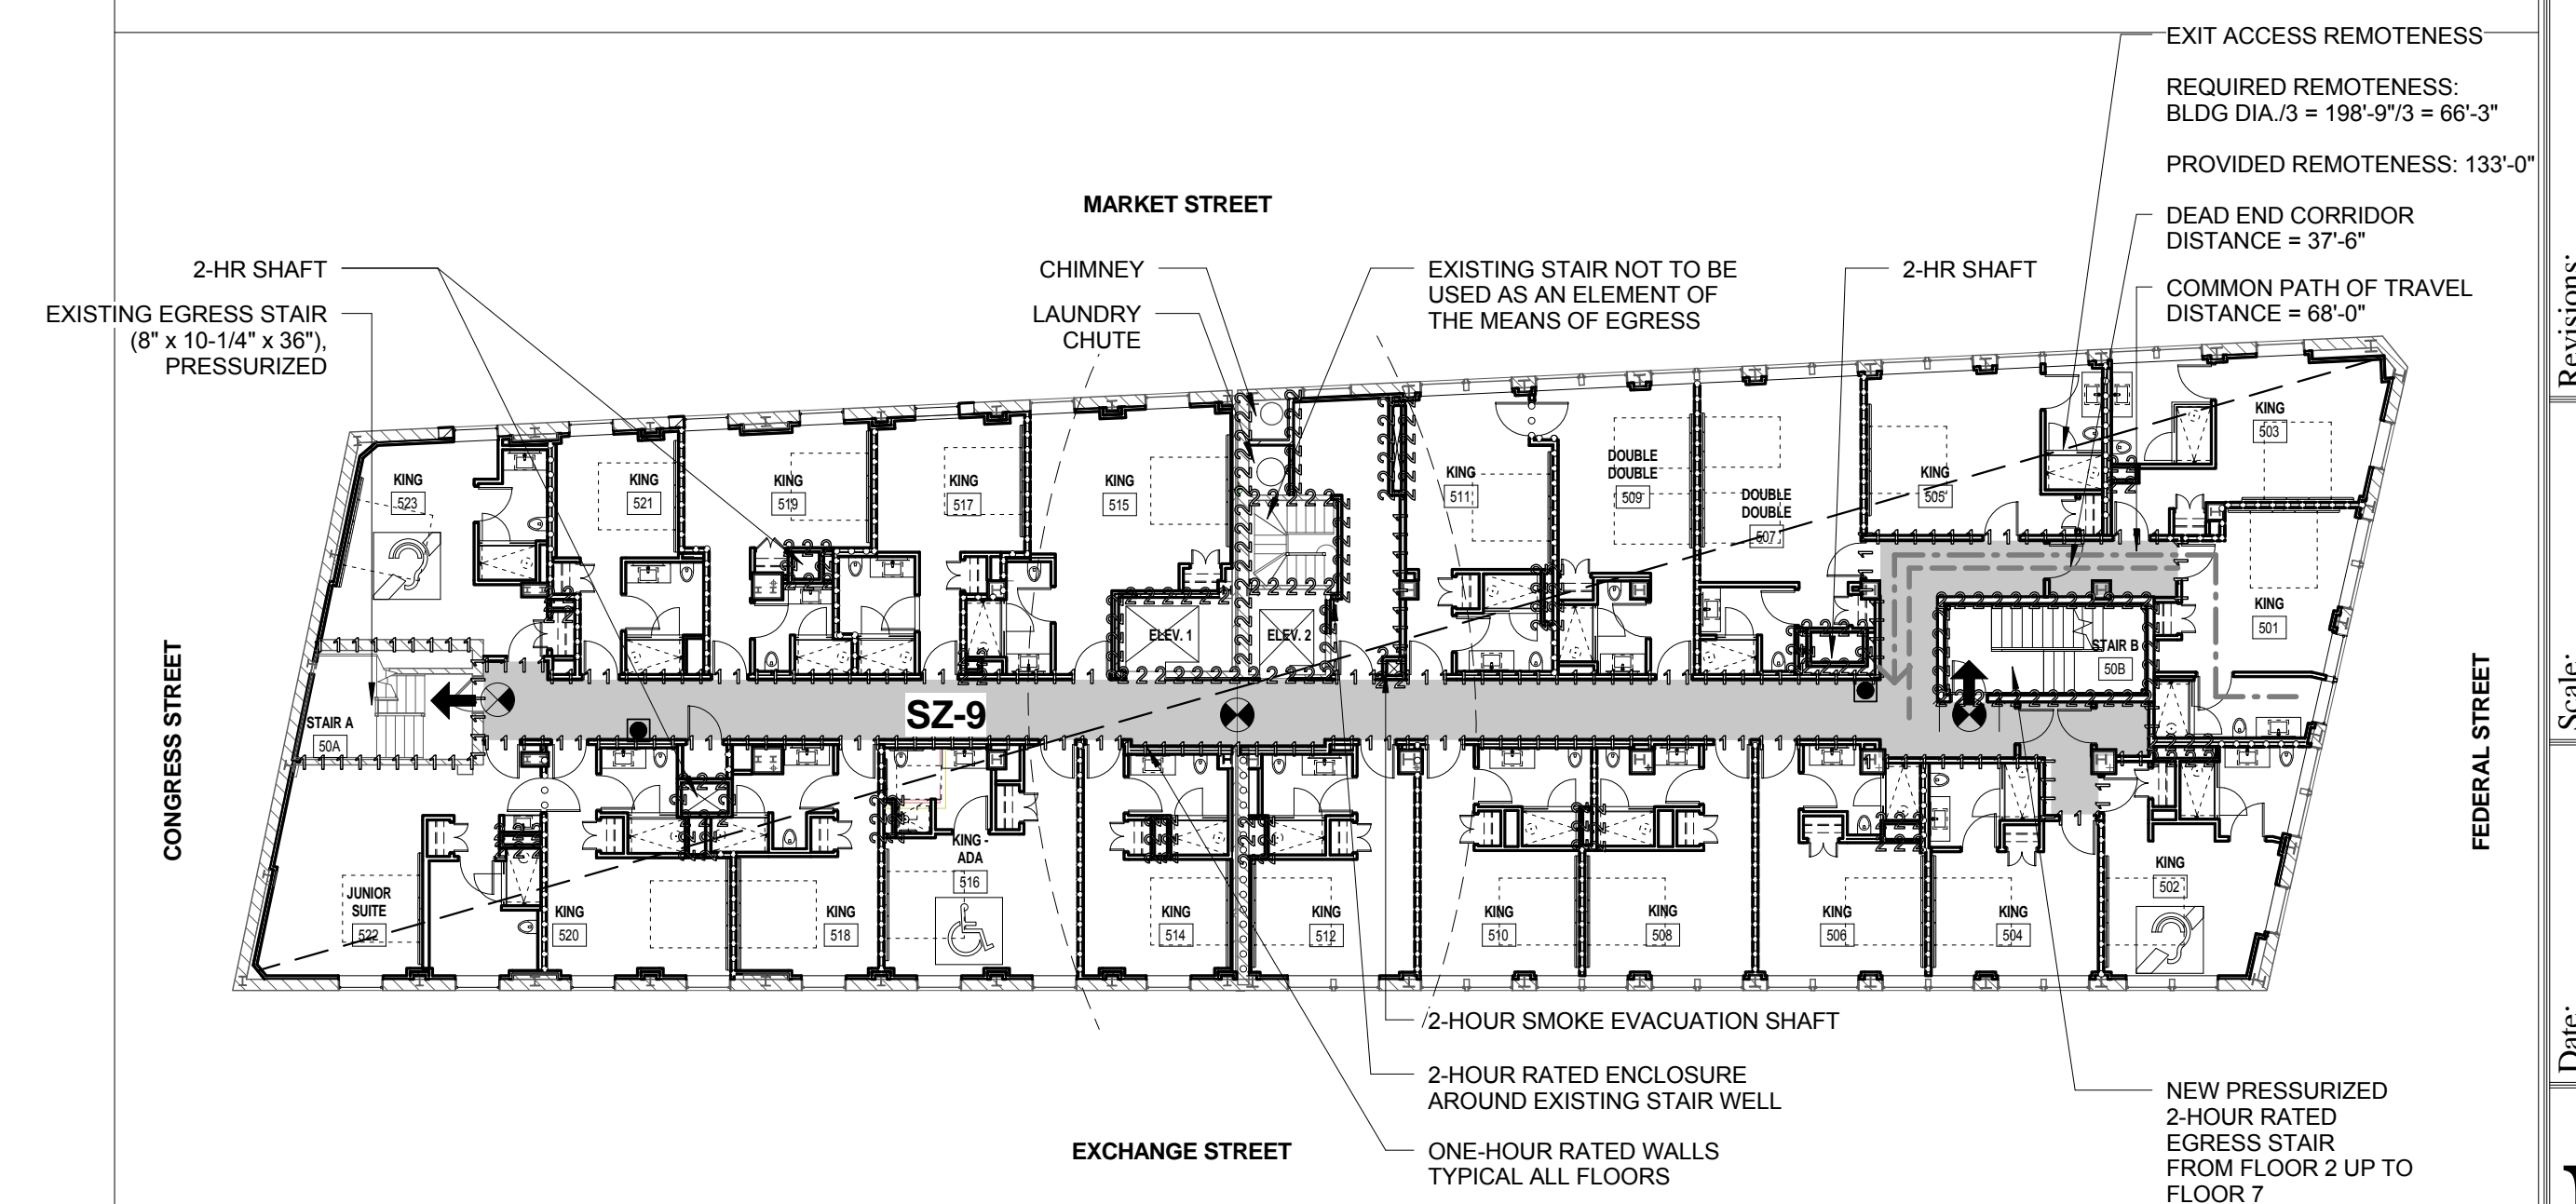 EXIT ACCESS REMOTENESS
REQUIRED REMOTENESS:
BLDG DIA./3 = 198'-9"/3 = 66'-3"
PROVIDED REMOTENESS: 133'-0"
DEAD END CORRIDOR
DISTANCE = 37'-6"
COMMON PATH OF TRAVEL
DISTANCE = 68'-0"
MARKET STREET
2-HR SHAFT
EXISTING EGRESS STAIR
(8" x 10-1/4" x 36"),
PRESSURIZED
CHIMNEY
LAUNDRY
CHUTE
EXISTING STAIR NOT TO BE
USED AS AN ELEMENT OF
THE MEANS OF EGRESS
2-HR SHAFT
KING
523
KING
521
KING
519
KING
517
KING
515
KING
511
DOUBLE
DOUBLE
509
DOUBLE
DOUBLE
507
KING
505
KING
503
KING
501
ELEV. 1
ELEV. 2
STAIR B
50B
CONGRESS STREET
STAIR A
50A
SZ-9
FEDERAL STREET
JUNIOR
SUITE
522
KING
520
KING
518
KING -
ADA
516
KING
514
KING
512
KING
510
KING
508
KING
506
KING
504
KING
502
2-HOUR SMOKE EVACUATION SHAFT
2-HOUR RATED ENCLOSURE
AROUND EXISTING STAIR WELL
EXCHANGE STREET
ONE-HOUR RATED WALLS
TYPICAL ALL FLOORS
NEW PRESSURIZED
2-HOUR RATED
EGRESS STAIR
FROM FLOOR 2 UP TO
FLOOR 7
Revisions:
Scale:
Date: